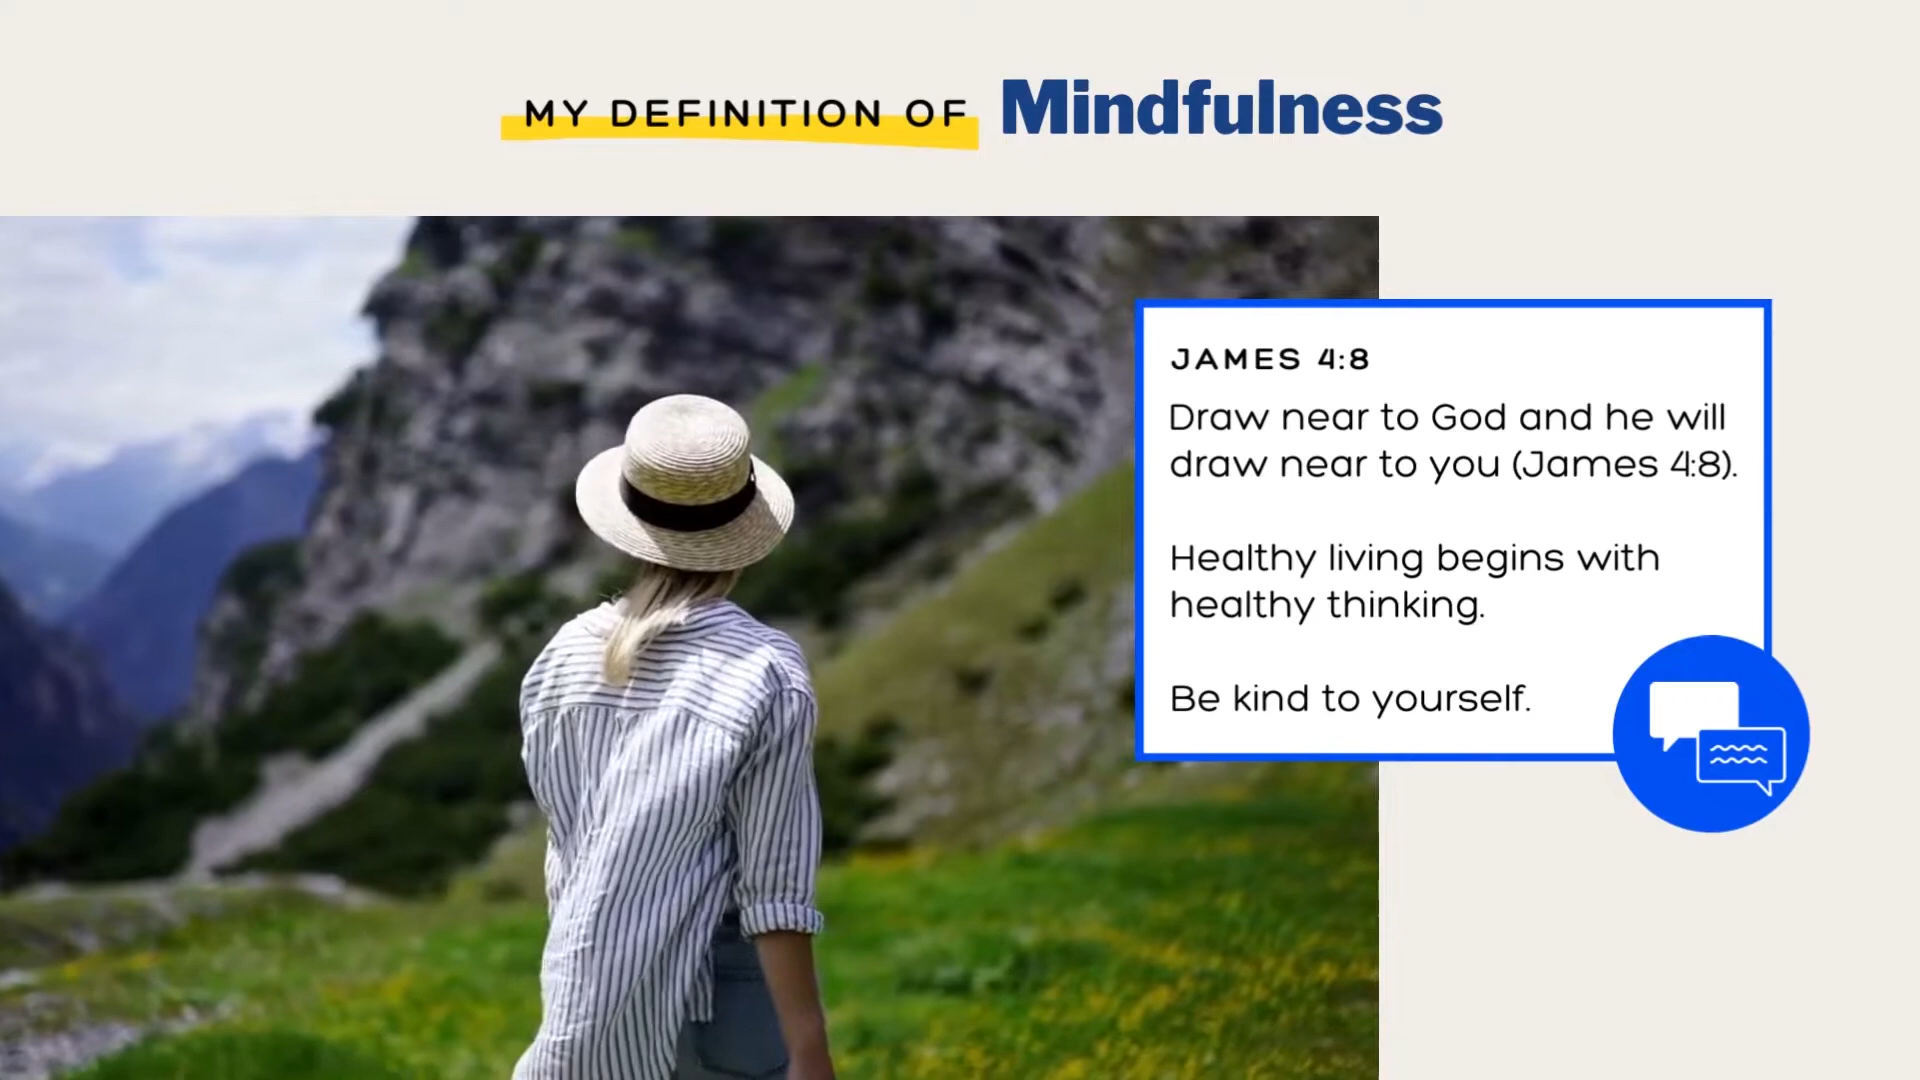 MY DEFINITION OF Mindfulness
JAMES 4:8
Draw near to God and he will
draw near to you (James 4:8).
Healthy living begins with
healthy thinking.
Be kind to yourself.